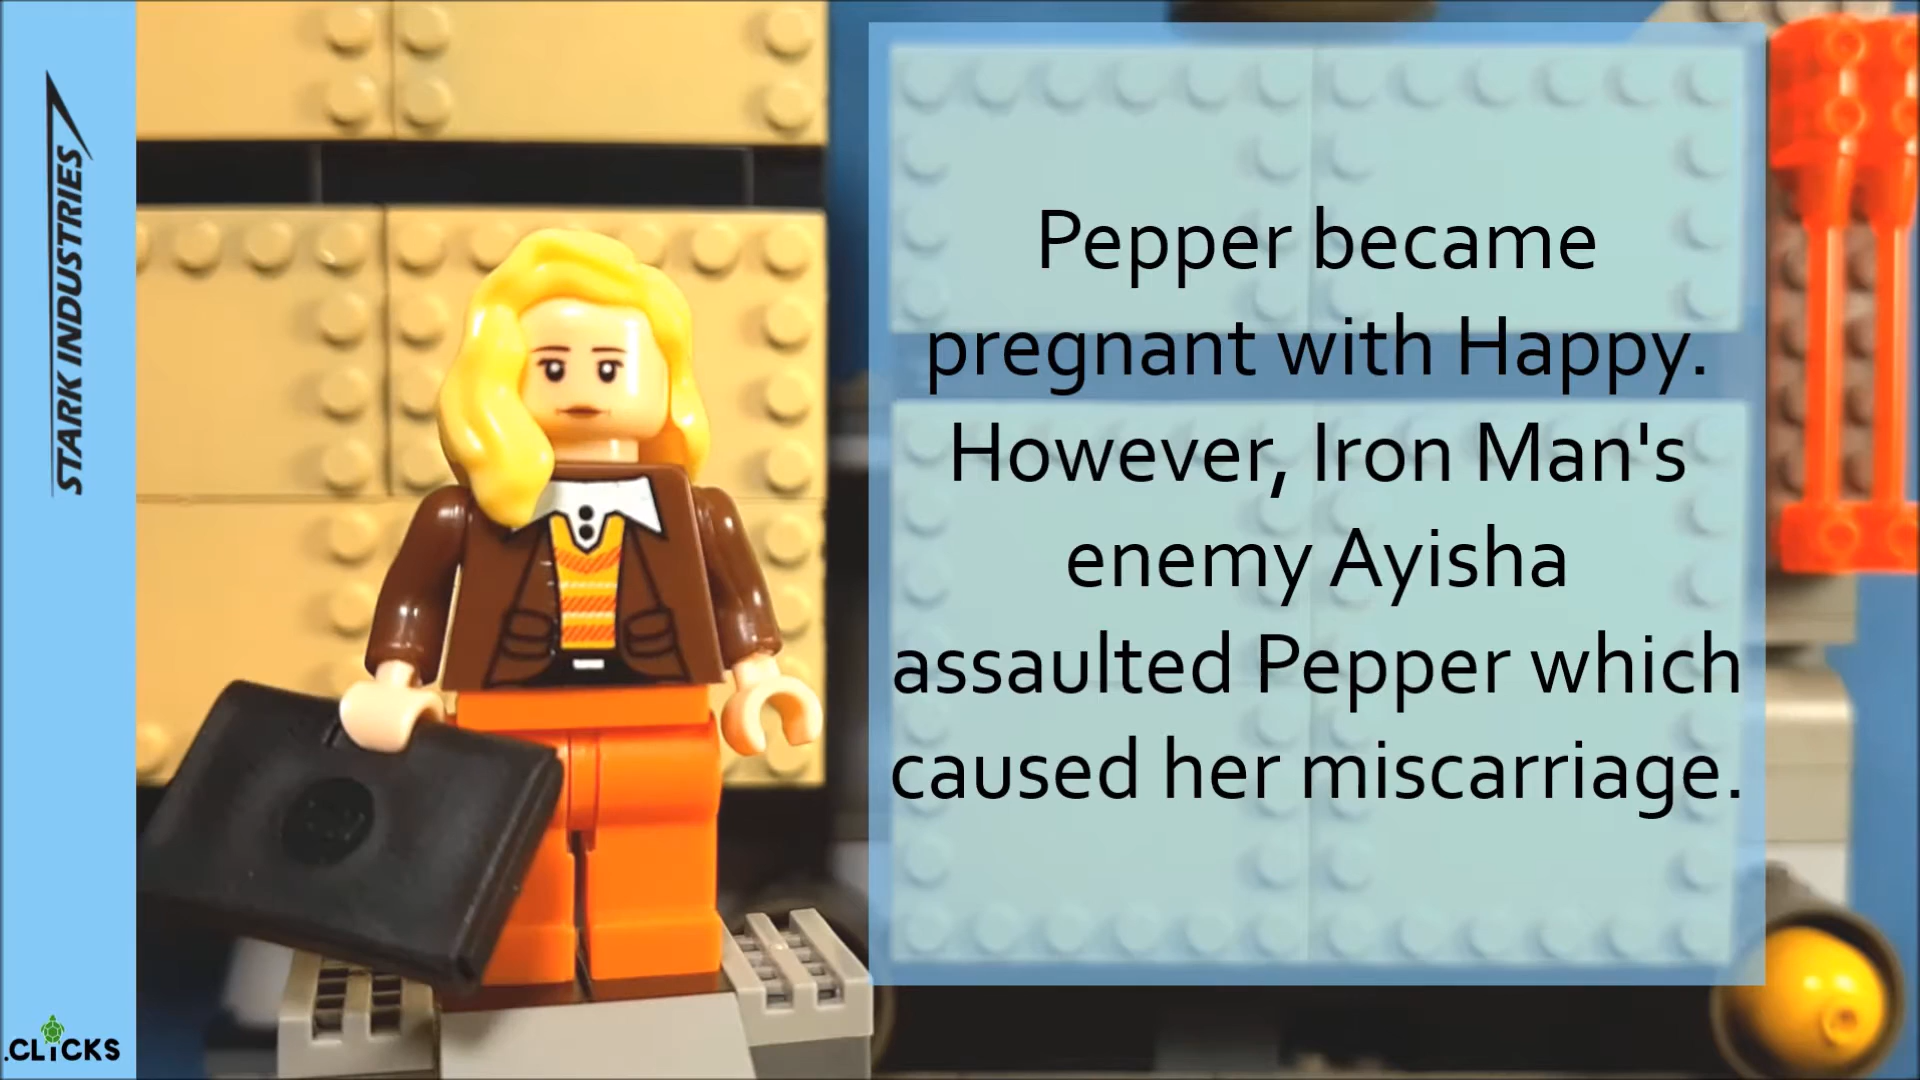 STARK INDUSTRIES
Pepper became
pregnant with Happy.
However, Iron Man's
enemy Ayisha
assaulted Pepper which
caused her miscarriage.
.CLICKS